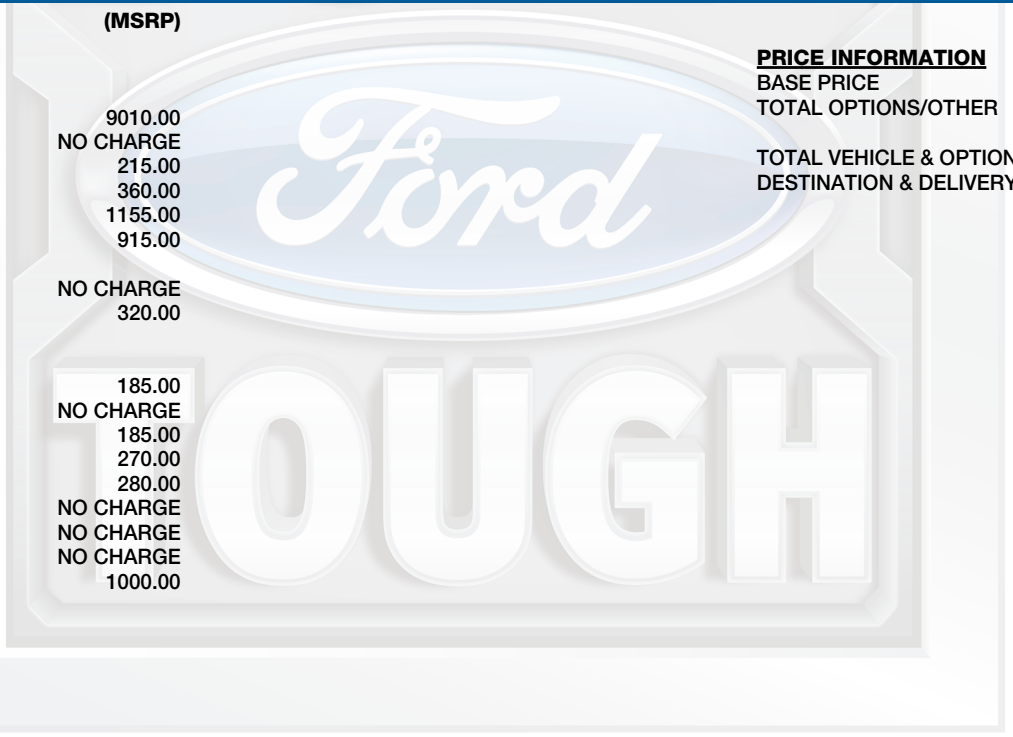 (MSRP)
9010.00
NO CHARGE
215.00
360.00
1155.00
915.00
NO CHARGE
320.00
185.00
NO CHARGE
185.00
270.00
280.00
NO CHARGE
NO CHARGE
NO CHARGE
1000.00
PRICE INFORMATION
BASE PRICE
TOTAL OPTIONS/OTHER
TOTAL VEHICLE & OPTION
DESTINATION & DELIVERY
Ford
TOUGH